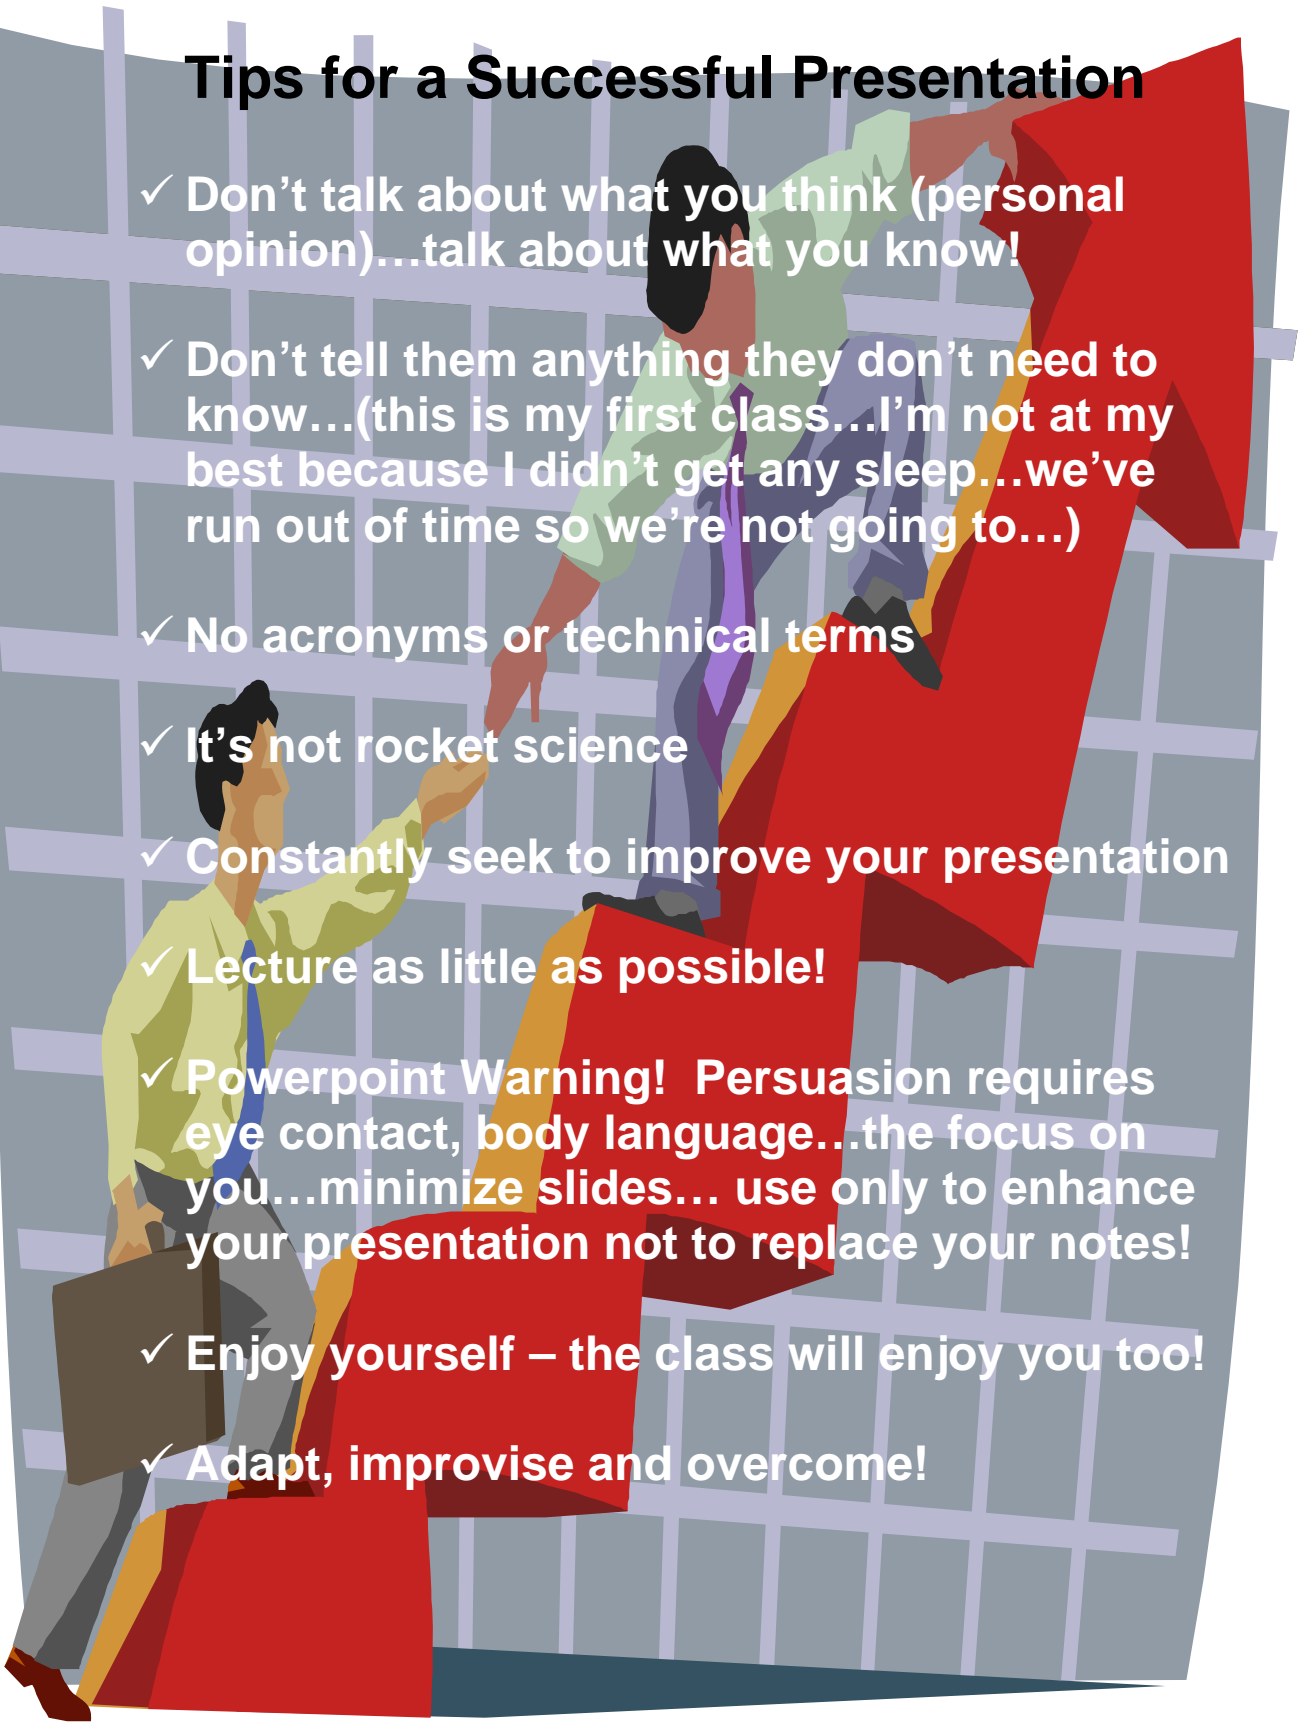 Tips for a Successful Presentation
✓ Don’t talk about what you think (personal
opinion)…talk about what you know!
✓ Don’t tell them anything they don’t need to
know…(this is my first class…I’m not at my
best because I didn’t get any sleep…we’ve
run out of time so we’re not going to…)
✓ No acronyms or technical terms
✓ It’s not rocket science
✓ Constantly seek to improve your presentation
✓ Lecture as little as possible!
✓ Powerpoint Warning!  Persuasion requires
eye contact, body language…the focus on
you…minimize slides… use only to enhance
your presentation not to replace your notes!
✓ Enjoy yourself – the class will enjoy you too!
✓ Adapt, improvise and overcome!